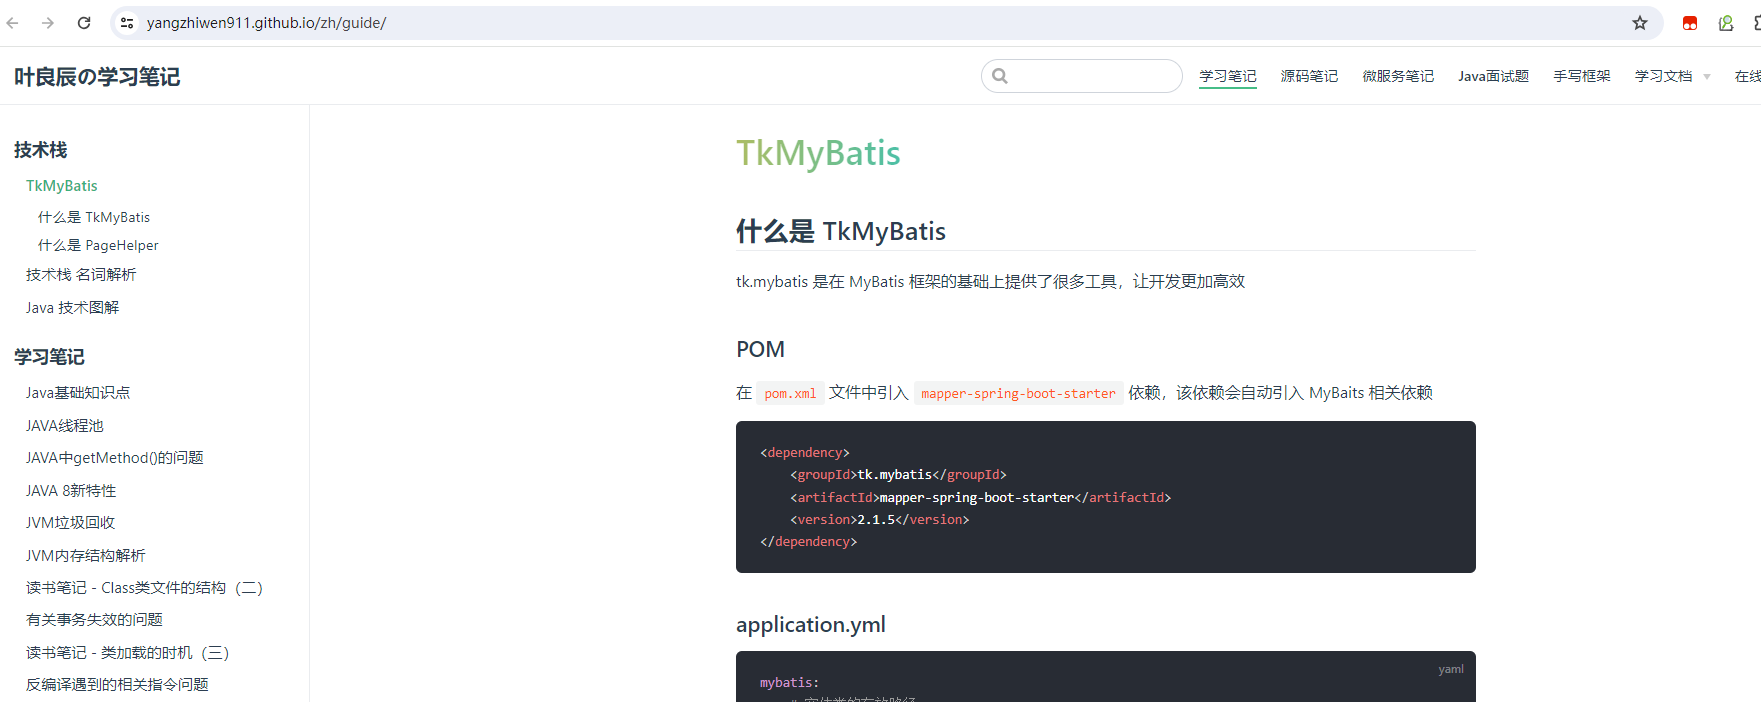 yangzhiwen911.github.io/zh/guide/
叶良辰の学习笔记
学习笔记 源码笔记 微服务笔记 Java面试题 手写框架 学习文档 在线
技术栈
TkMyBatis
什么是 TkMyBatis
什么是 PageHelper
技术栈 名词解析
Java 技术图解
学习笔记
Java基础知识点
JAVA线程池
JAVA中getMethod()的问题
JAVA 8新特性
JVM垃圾回收
JVM内存结构解析
读书笔记 - Class类文件的结构（二）
有关事务失效的问题
读书笔记 - 类加载的时机（三）
反编译遇到的相关指令问题
TkMyBatis
什么是 TkMyBatis
tk.mybatis 是在 MyBatis 框架的基础上提供了很多工具，让开发更加高效
POM
在 pom.xml 文件中引入 mapper-spring-boot-starter 依赖，该依赖会自动引入 MyBaits 相关依赖
<dependency>
<groupId>tk.mybatis</groupId>
<artifactId>mapper-spring-boot-starter</artifactId>
<version>2.1.5</version>
</dependency>
application.yml
yaml
mybatis: